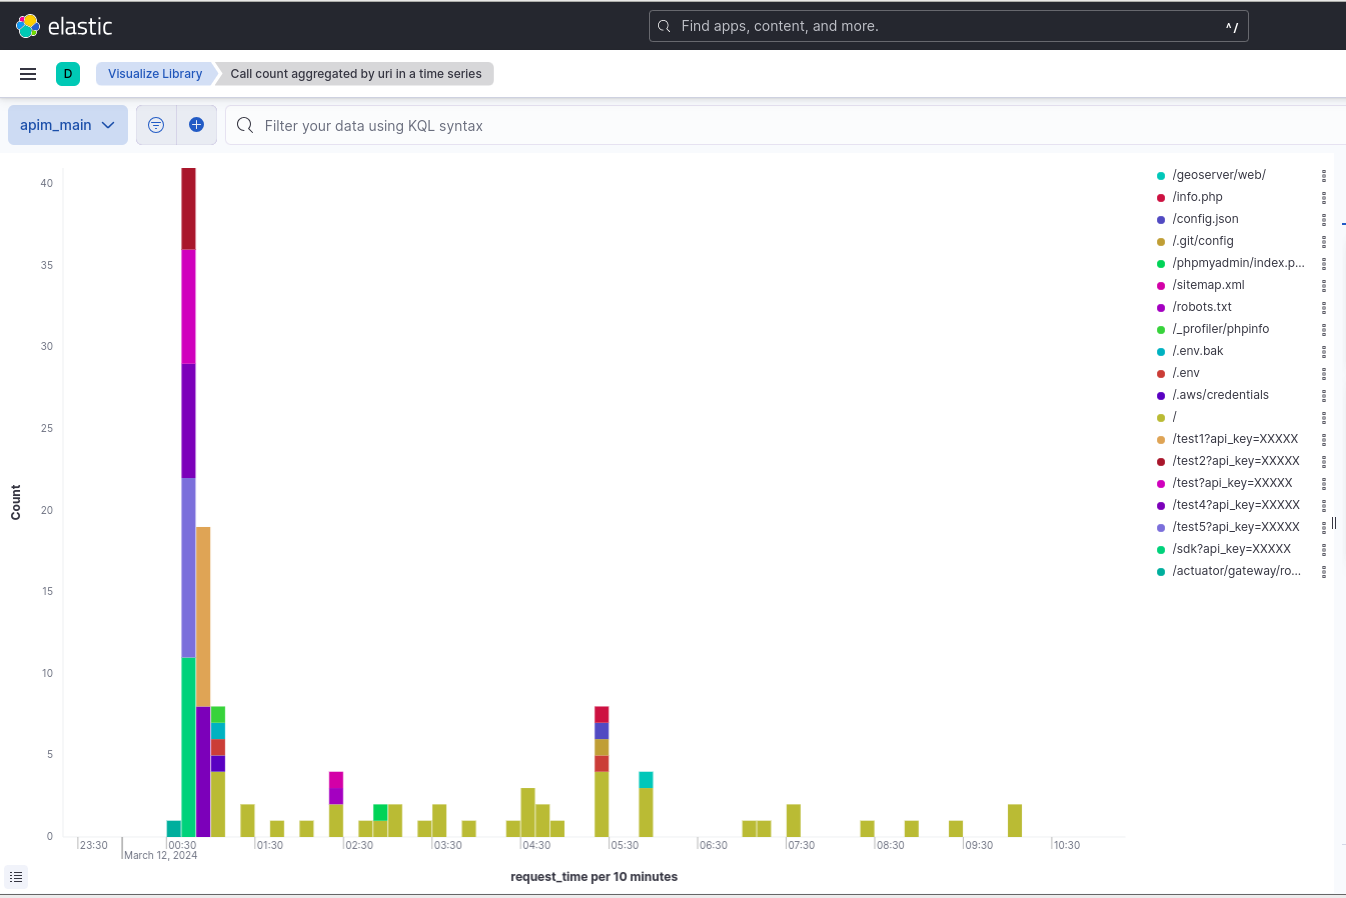 elastic
Find apps, content, and more.
^/
D
Visualize Library
Call count aggregated by uri in a time series
apim_main
Filter your data using KQL syntax
40
35
30
25
20
15
10
5
0
Count
23:30
00:30
01:30
02:30
03:30
04:30
05:30
06:30
07:30
08:30
09:30
10:30
March 12, 2024
request_time per 10 minutes
/geoserver/web/
/info.php
/config.json
/.git/config
/phpmyadmin/index.p...
/sitemap.xml
/robots.txt
/_profiler/phpinfo
/.env.bak
/.env
/.aws/credentials
/
/test1?api_key=XXXXX
/test2?api_key=XXXXX
/test?api_key=XXXXX
/test4?api_key=XXXXX
/test5?api_key=XXXXX
/sdk?api_key=XXXXX
/actuator/gateway/ro...